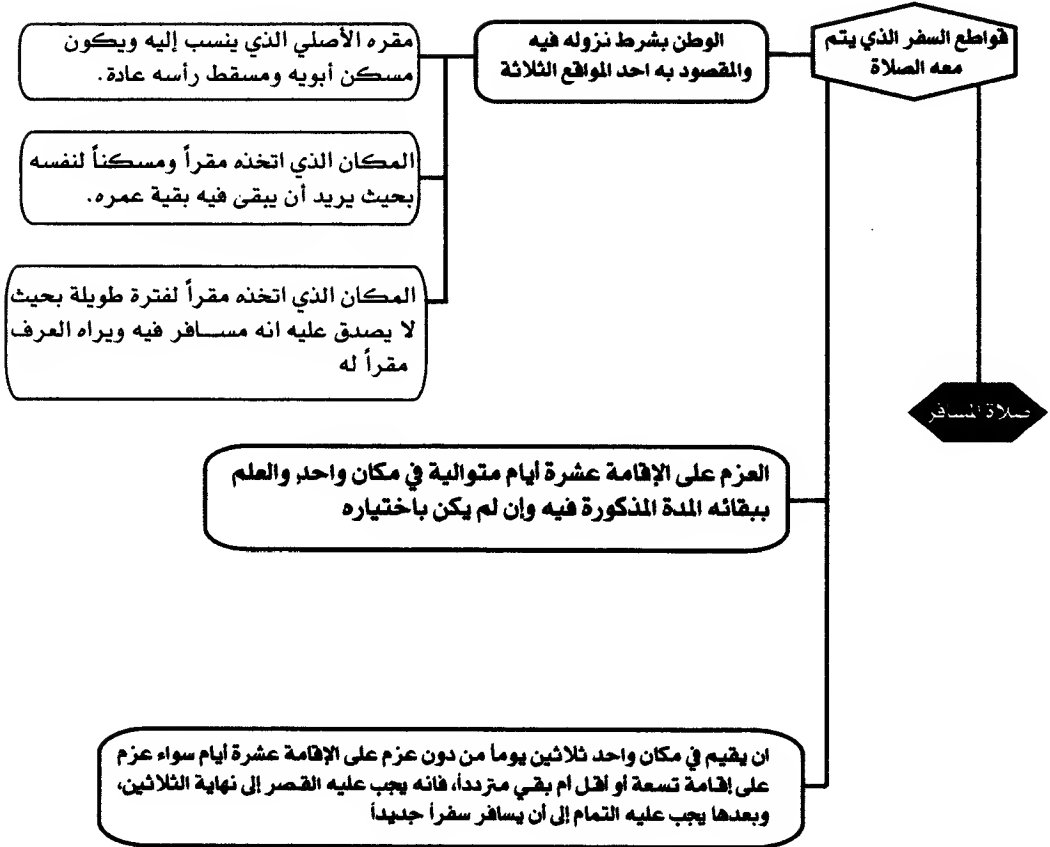 قواطع السفر الذي يتم
معه الصلاة
الوطن بشرط نزوله فيه
والمقصود به احد المواقع الثلاثة
مقره الأصلي الذي ينسب إليه ويكون
مسكن أبويه ومسقط رأسه عادة.
المكان الذي اتخذه مقراً ومسكناً لنفسه
بحيث يريد أن يبقى فيه بقية عمره.
المكان الذي اتخذه مقراً لفترة طويلة بحيث
لا يصدق عليه انه مسافر فيه ويراه العرف
مقراً له
صلاة المسافر
العزم على الإقامة عشرة أيام متوالية في مكان واحد، والعلم
ببقائه المدة المذكورة فيه وإن لم يكن باختياره
ان يقيم في مكان واحد ثلاثين يوماً من دون عزم على الإقامة عشرة أيام سواء عزم
على إقامة تسعة أو أقل ام بقي متردداً، فانه يجب عليه القصر إلى نهاية الثلاثين،
وبعدها يجب عليه التمام إلى أن يسافر سفراً جديداً